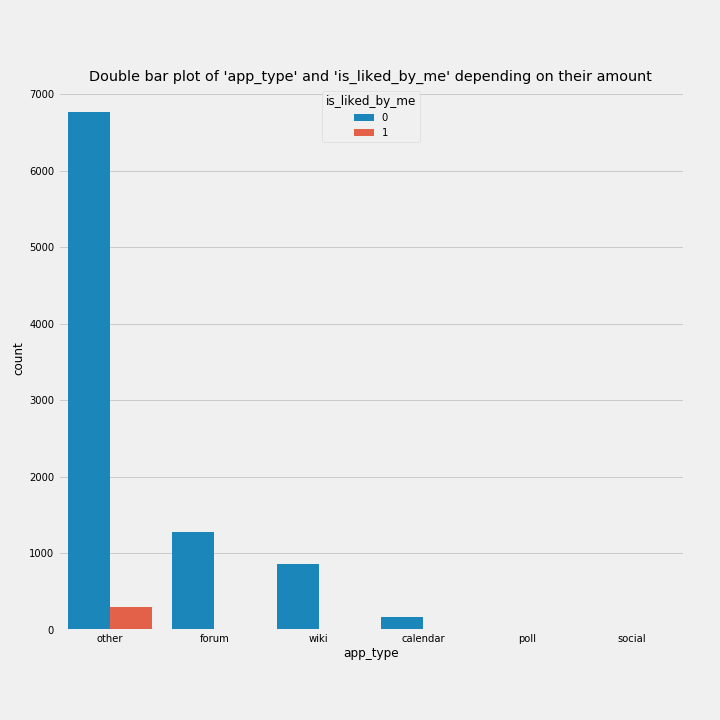 Double bar plot of 'app_type' and 'is_liked_by_me' depending on their amount
7000
is_liked_by_me
0
1
6000
5000
4000
count
3000
2000
1000
0
other forum wiki calendar poll social
app_type